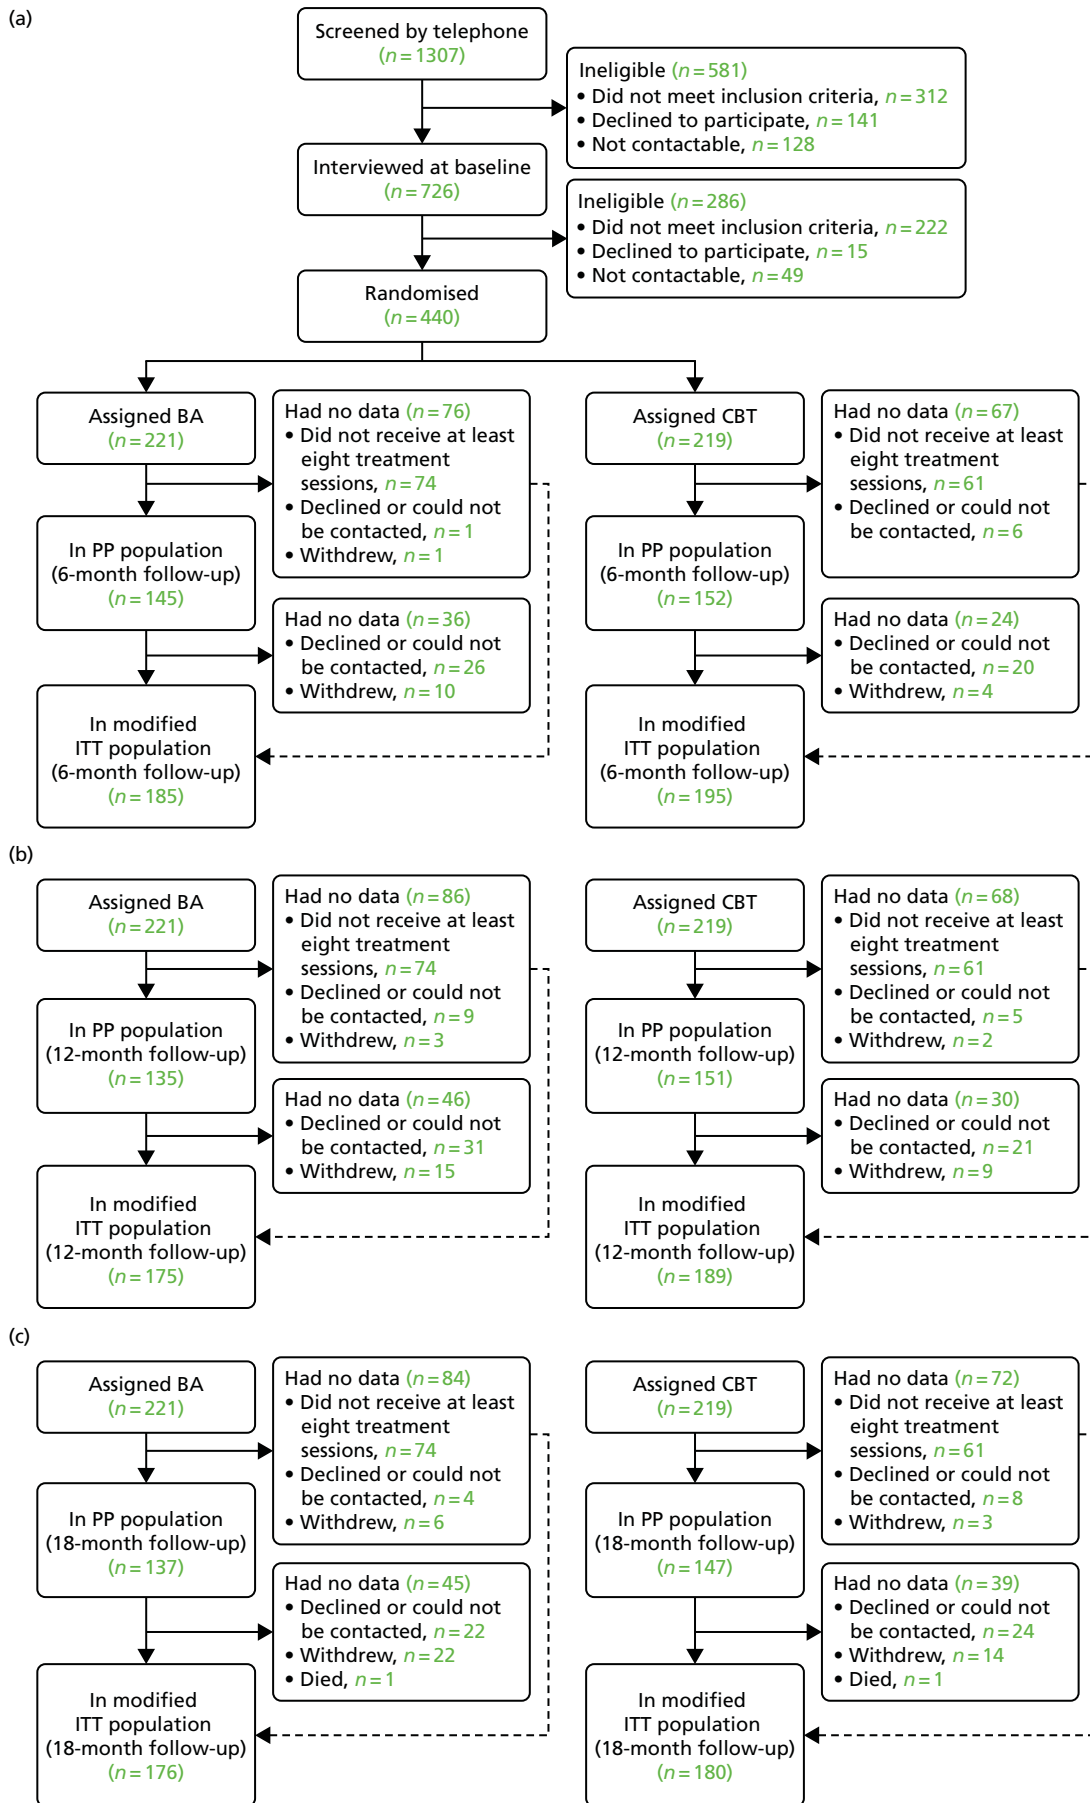 (a)
Screened by telephone
(n = 1307)
Ineligible (n = 581)
• Did not meet inclusion criteria, n = 312
• Declined to participate, n = 141
• Not contactable, n = 128
Interviewed at baseline
(n = 726)
Ineligible (n = 286)
• Did not meet inclusion criteria, n = 222
• Declined to participate, n = 15
• Not contactable, n = 49
Randomised
(n = 440)
Assigned BA
(n = 221)
Had no data (n = 76)
• Did not receive at least
eight treatment
sessions, n = 74
• Declined or could not
be contacted, n = 1
• Withdrew, n = 1
In PP population
(6-month follow-up)
(n = 145)
Had no data (n = 36)
• Declined or could not
be contacted, n = 26
• Withdrew, n = 10
In modified
ITT population
(6-month follow-up)
(n = 185)
Assigned CBT
(n = 219)
Had no data (n = 67)
• Did not receive at least
eight treatment
sessions, n = 61
• Declined or could not
be contacted, n = 6
In PP population
(6-month follow-up)
(n = 152)
Had no data (n = 24)
• Declined or could not
be contacted, n = 20
• Withdrew, n = 4
In modified
ITT population
(6-month follow-up)
(n = 195)
(b)
Assigned BA
(n = 221)
Had no data (n = 86)
• Did not receive at least
eight treatment
sessions, n = 74
• Declined or could not
be contacted, n = 9
• Withdrew, n = 3
In PP population
(12-month follow-up)
(n = 135)
Had no data (n = 46)
• Declined or could not
be contacted, n = 31
• Withdrew, n = 15
In modified
ITT population
(12-month follow-up)
(n = 175)
Assigned CBT
(n = 219)
Had no data (n = 68)
• Did not receive at least
eight treatment
sessions, n = 61
• Declined or could not
be contacted, n = 5
• Withdrew, n = 2
In PP population
(12-month follow-up)
(n = 151)
Had no data (n = 30)
• Declined or could not
be contacted, n = 21
• Withdrew, n = 9
In modified
ITT population
(12-month follow-up)
(n = 189)
(c)
Assigned BA
(n = 221)
Had no data (n = 84)
• Did not receive at least
eight treatment
sessions, n = 74
• Declined or could not
be contacted, n = 4
• Withdrew, n = 6
In PP population
(18-month follow-up)
(n = 137)
Had no data (n = 45)
• Declined or could not
be contacted, n = 22
• Withdrew, n = 22
• Died, n = 1
In modified
ITT population
(18-month follow-up)
(n = 176)
Assigned CBT
(n = 219)
Had no data (n = 72)
• Did not receive at least
eight treatment
sessions, n = 61
• Declined or could not
be contacted, n = 8
• Withdrew, n = 3
In PP population
(18-month follow-up)
(n = 147)
Had no data (n = 39)
• Declined or could not
be contacted, n = 24
• Withdrew, n = 14
• Died, n = 1
In modified
ITT population
(18-month follow-up)
(n = 180)